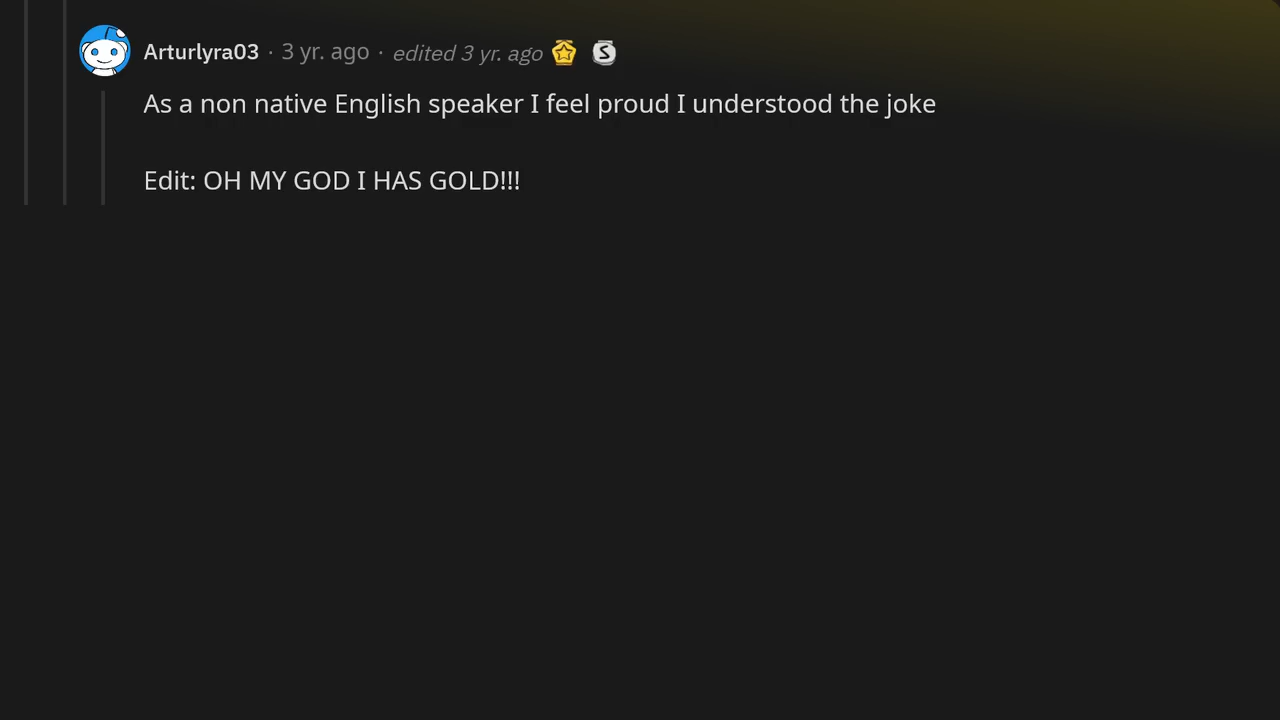 Arturlyra03 · 3 yr. ago · edited 3 yr. ago S
As a non native English speaker I feel proud I understood the joke
Edit: OH MY GOD I HAS GOLD!!!